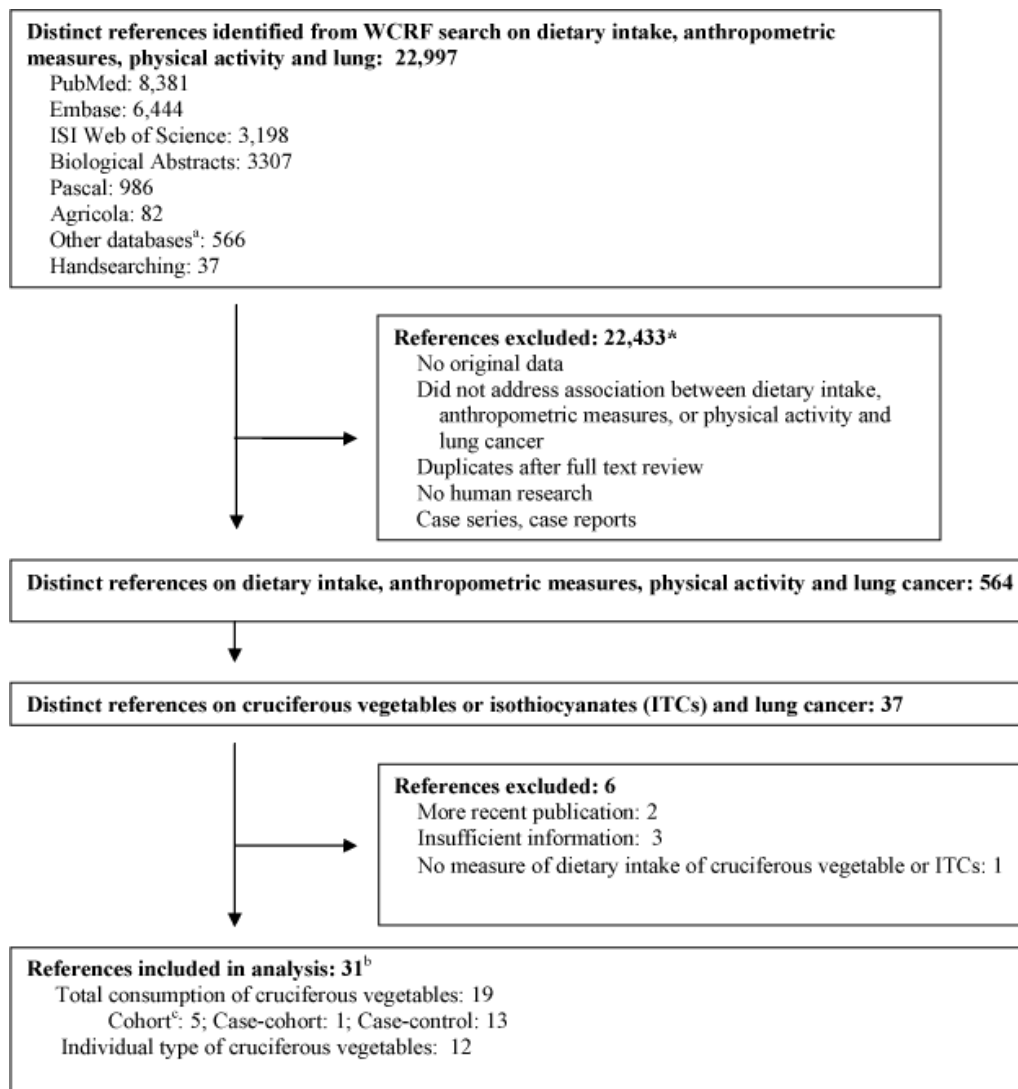 Distinct references identified from WCRF search on dietary intake, anthropometric
measures, physical activity and lung: 22,997
PubMed: 8,381
Embase: 6,444
ISI Web of Science: 3,198
Biological Abstracts: 3307
Pascal: 986
Agricola: 82
Other databasesᵃ: 566
Handsearching: 37
References excluded: 22,433*
No original data
Did not address association between dietary intake,
anthropometric measures, or physical activity and
lung cancer
Duplicates after full text review
No human research
Case series, case reports
Distinct references on dietary intake, anthropometric measures, physical activity and lung cancer: 564
Distinct references on cruciferous vegetables or isothiocyanates (ITCs) and lung cancer: 37
References excluded: 6
More recent publication: 2
Insufficient information: 3
No measure of dietary intake of cruciferous vegetable or ITCs: 1
References included in analysis: 31ᵇ
Total consumption of cruciferous vegetables: 19
Cohortᶜ: 5; Case-cohort: 1; Case-control: 13
Individual type of cruciferous vegetables: 12